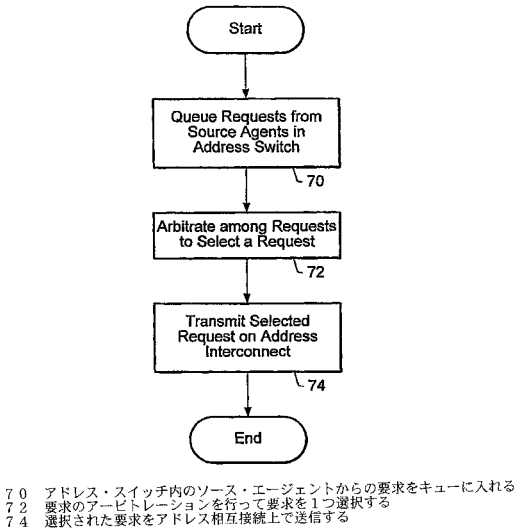 Start
Queue Requests from
Source Agents in
Address Switch
70
Arbitrate among Requests
to Select a Request
72
Transmit Selected
Request on Address
Interconnect
74
End
70 アドレス・スイッチ内のソース・エージェントからの要求をキューに入れる
72 要求のアービトレーションを行って要求を1つ選択する
74 選択された要求をアドレス相互接続上で送信する